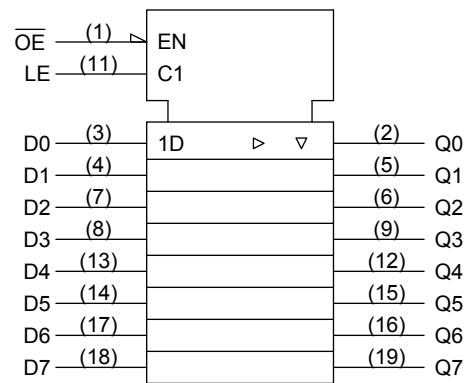 O̅E̅ (1) EN
LE (11) C1
D0 (3) 1D (2) Q0
D1 (4) (5) Q1
D2 (7) (6) Q2
D3 (8) (9) Q3
D4 (13) (12) Q4
D5 (14) (15) Q5
D6 (17) (16) Q6
D7 (18) (19) Q7